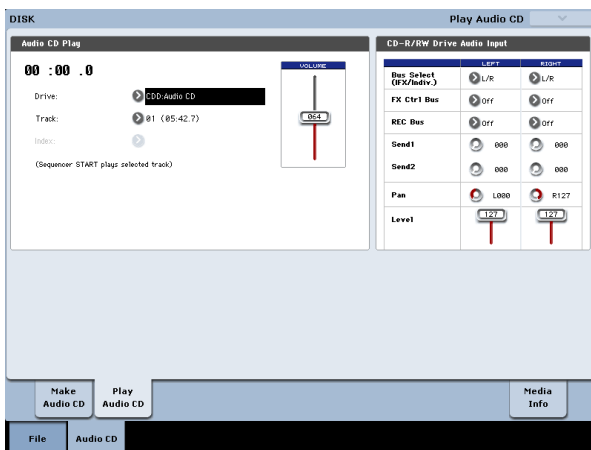 DISK
Play Audio CD
Audio CD Play
00 :00 .0
Drive: CDD:Audio CD
Track: 01 (05:42.7)
Index:
(Sequencer START plays selected track)
VOLUME
064
CD-R/RW Drive Audio Input
LEFT RIGHT
Bus Select (IFX/Indiv.) L/R L/R
FX Ctrl Bus Off Off
REC Bus Off Off
Send1 000 000
Send2 000 000
Pan L000 R127
Level 127 127
Make Audio CD
Play Audio CD
Media Info
File
Audio CD